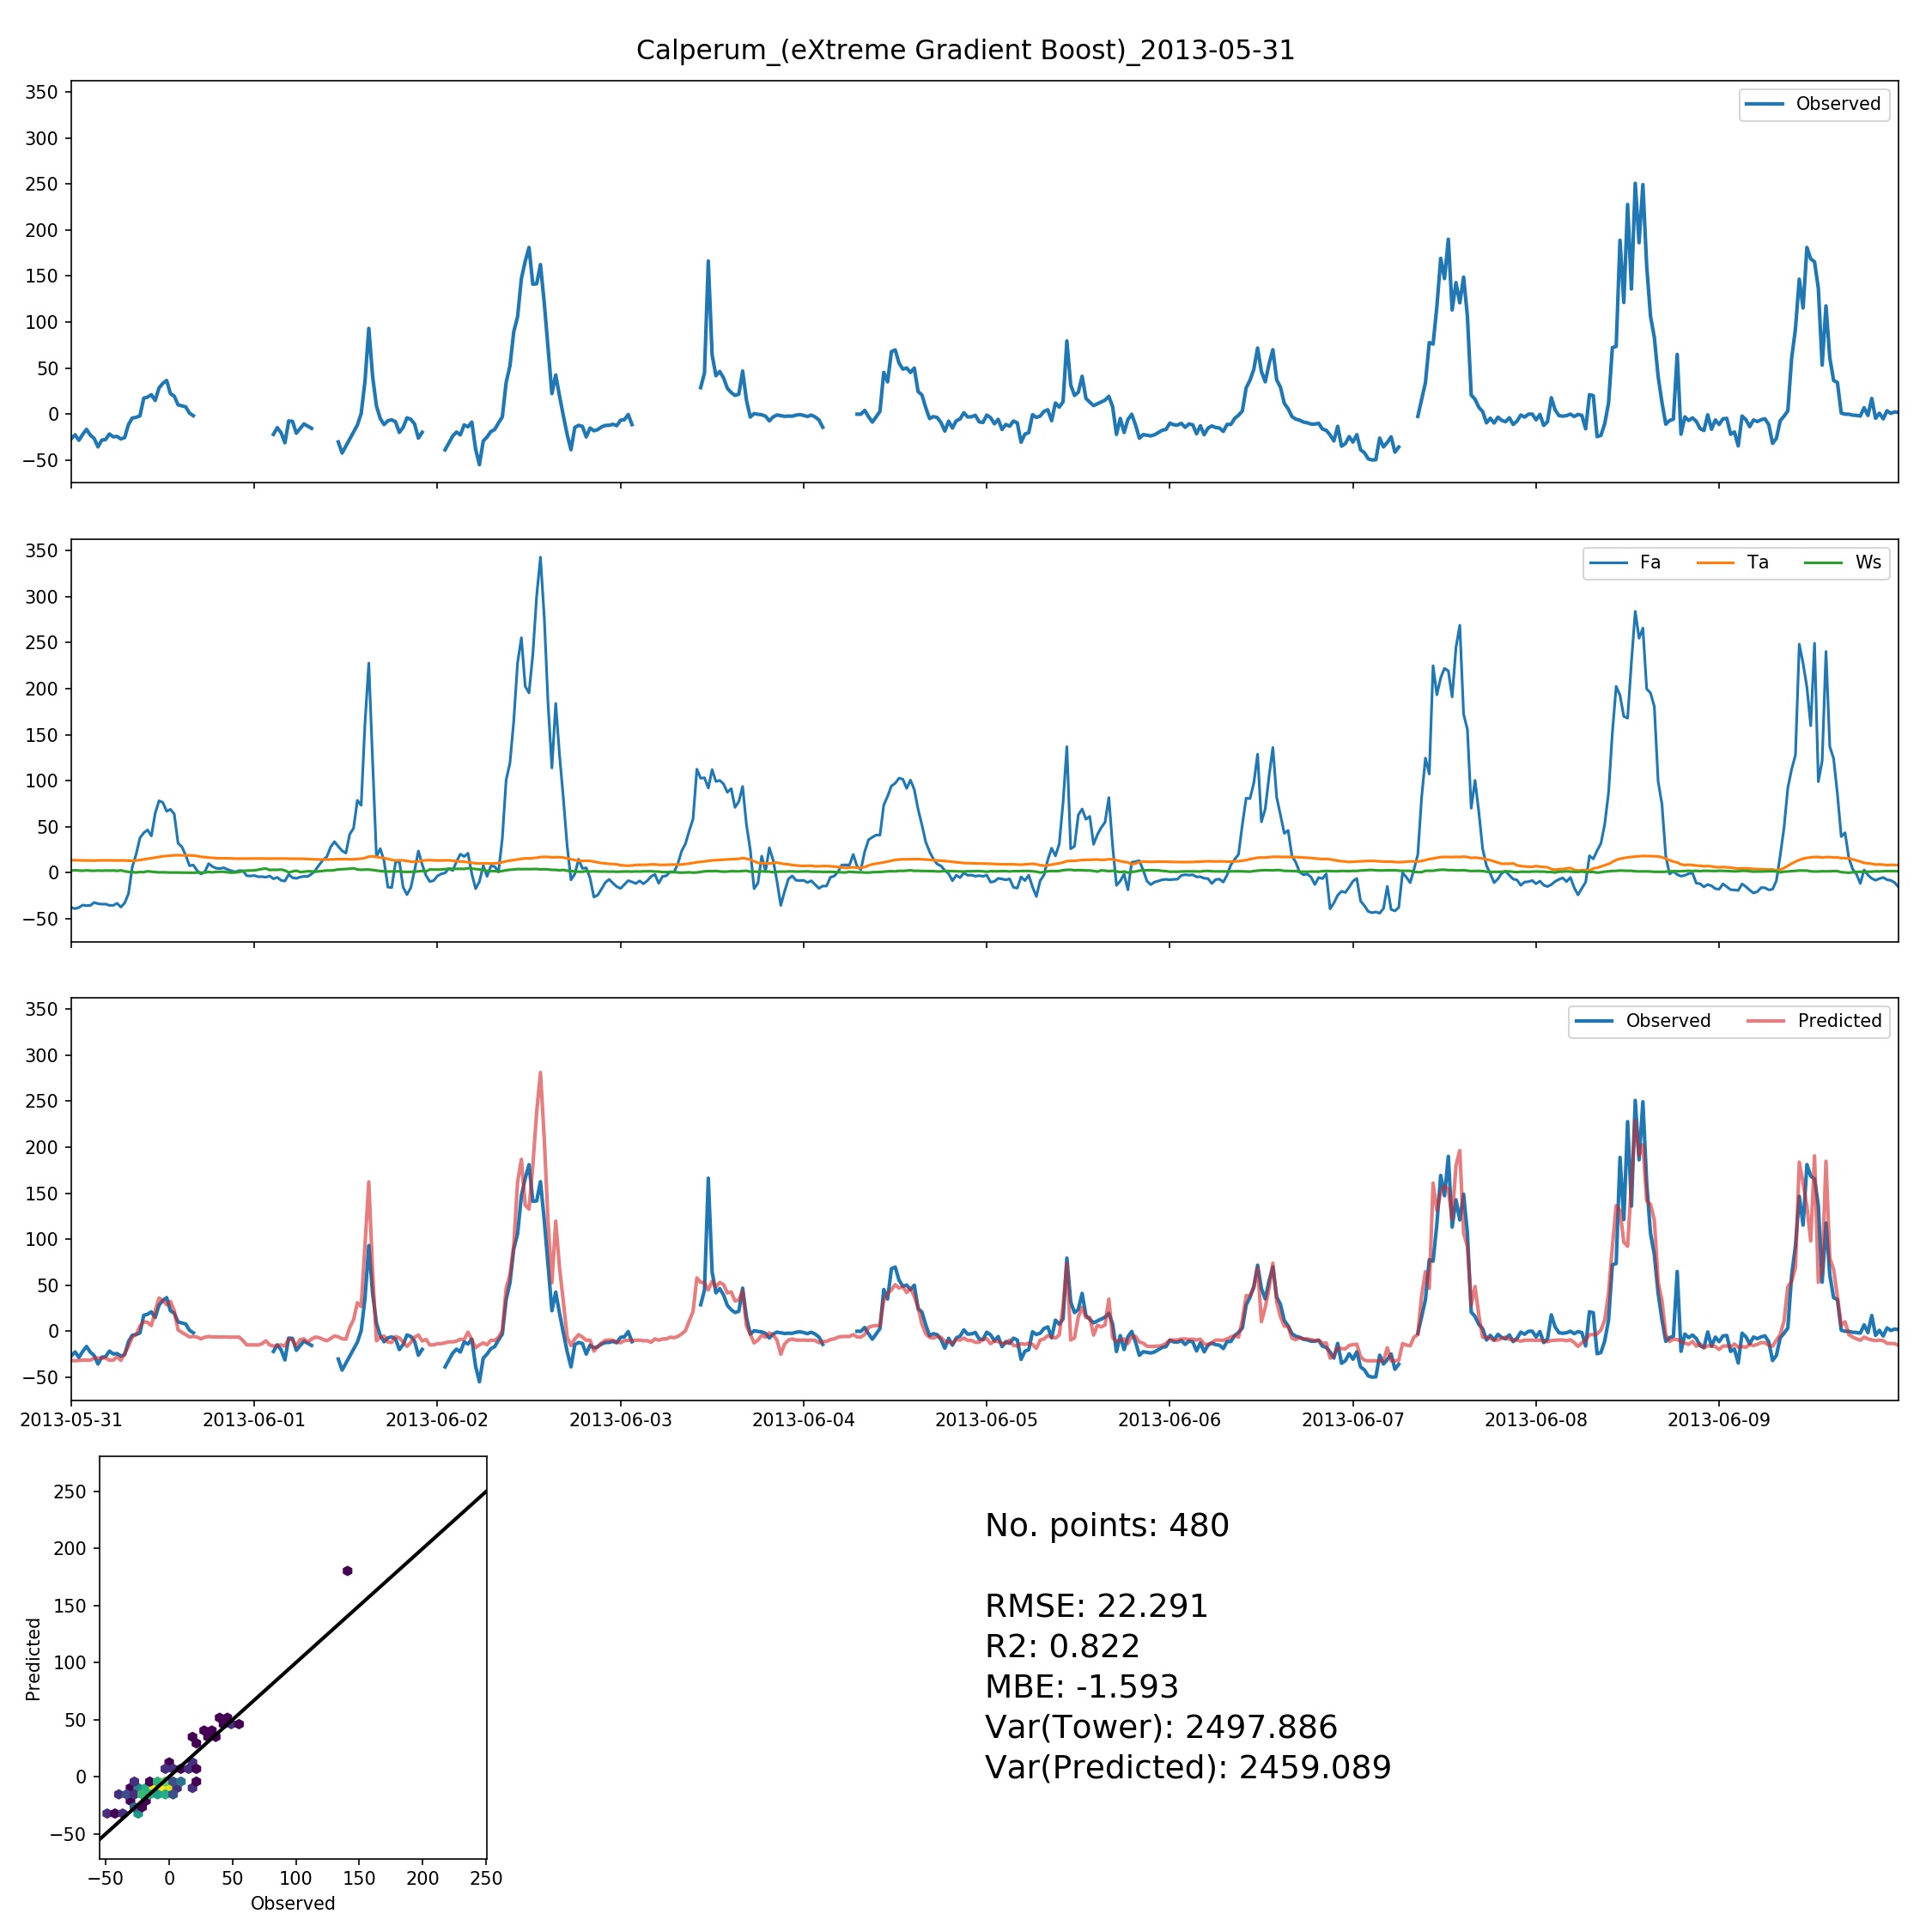 Calperum_(eXtreme Gradient Boost)_2013-05-31
350
300
250
200
150
100
50
0
−50
Observed
350
300
250
200
150
100
50
0
−50
Fa Ta Ws
350
300
250
200
150
100
50
0
−50
Observed Predicted
2013-05-31 2013-06-01 2013-06-02 2013-06-03 2013-06-04 2013-06-05 2013-06-06 2013-06-07 2013-06-08 2013-06-09
250
200
150
100
50
0
−50
Predicted
−50 0 50 100 150 200 250
Observed
No. points: 480
RMSE: 22.291
R2: 0.822
MBE: -1.593
Var(Tower): 2497.886
Var(Predicted): 2459.089